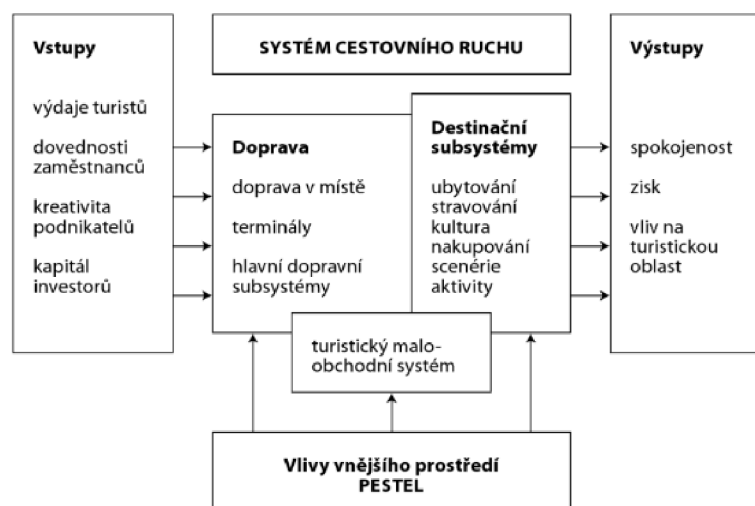 Vstupy
výdaje turistů
dovednosti
zaměstnanců
kreativita
podnikatelů
kapitál
investorů
SYSTÉM CESTOVNÍHO RUCHU
Doprava
doprava v místě
terminály
hlavní dopravní
subsystémy
Destinační
subsystémy
ubytování
stravování
kultura
nakupování
scenérie
aktivity
turistický malo-
obchodní systém
Výstupy
spokojenost
zisk
vliv na
turistickou
oblast
Vlivy vnějšího prostředí
PESTEL